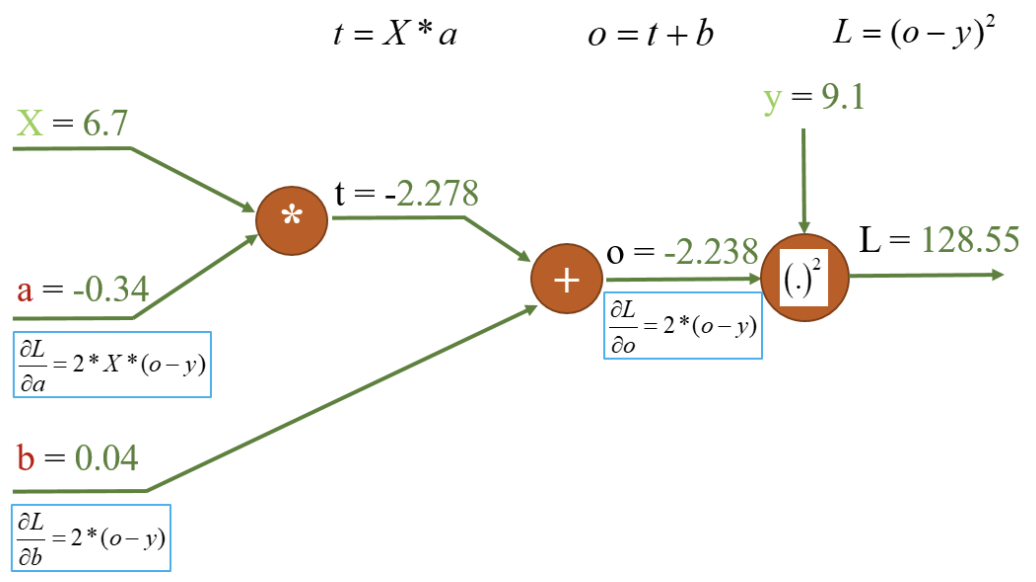 t = X * a    o = t + b    L = (o − y)²
y = 9.1
X = 6.7
*
t = -2.278
a = -0.34
+
o = -2.238
(.)²
L = 128.55
∂L/∂o = 2*(o − y)
∂L/∂a = 2* X *(o − y)
b = 0.04
∂L/∂b = 2*(o − y)